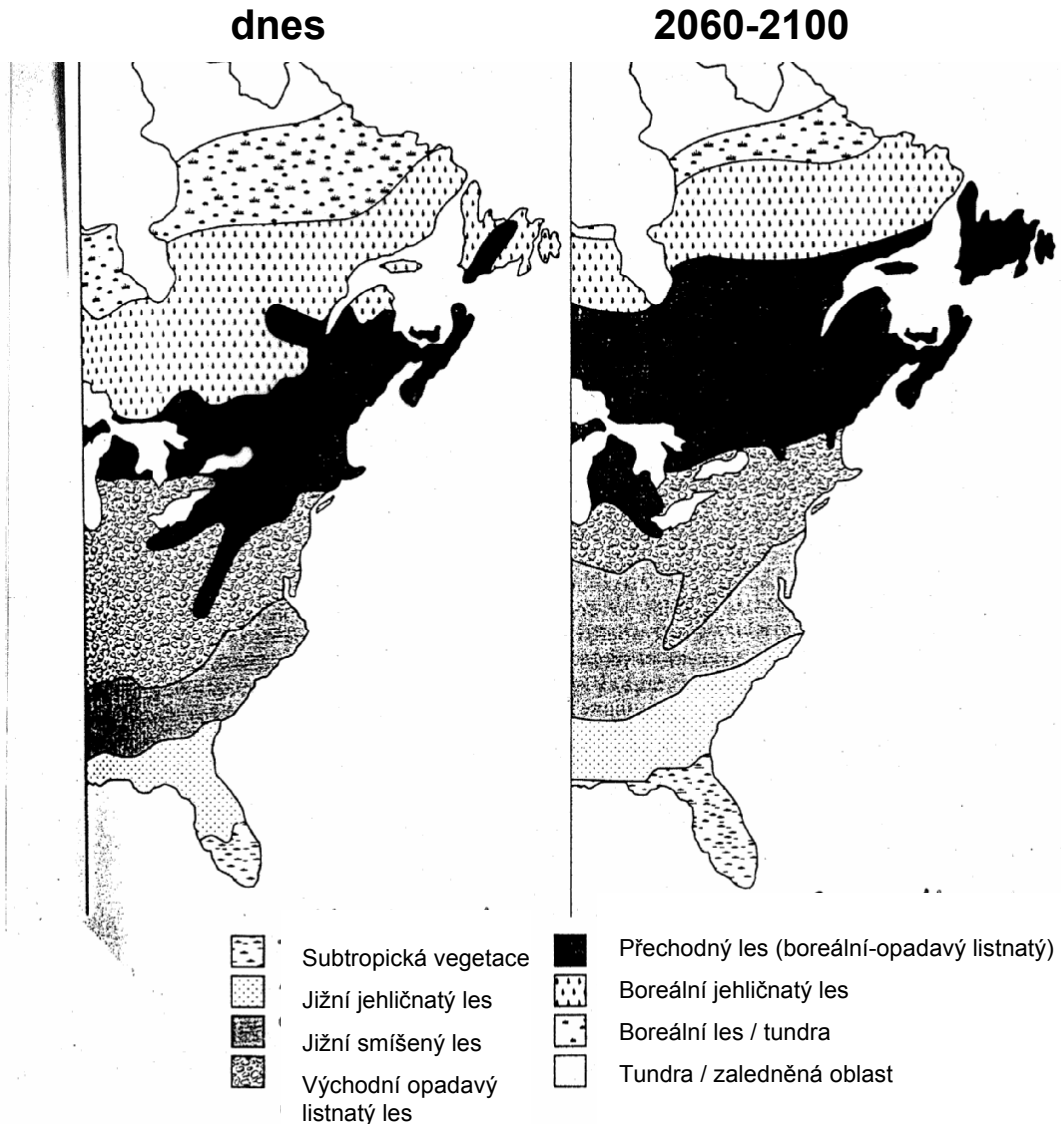 dnes
2060-2100
Subtropická vegetace
Jižní jehličnatý les
Jižní smíšený les
Východní opadavý
listnatý les
Přechodný les (boreální-opadavý listnatý)
Boreální jehličnatý les
Boreální les / tundra
Tundra / zaledněná oblast